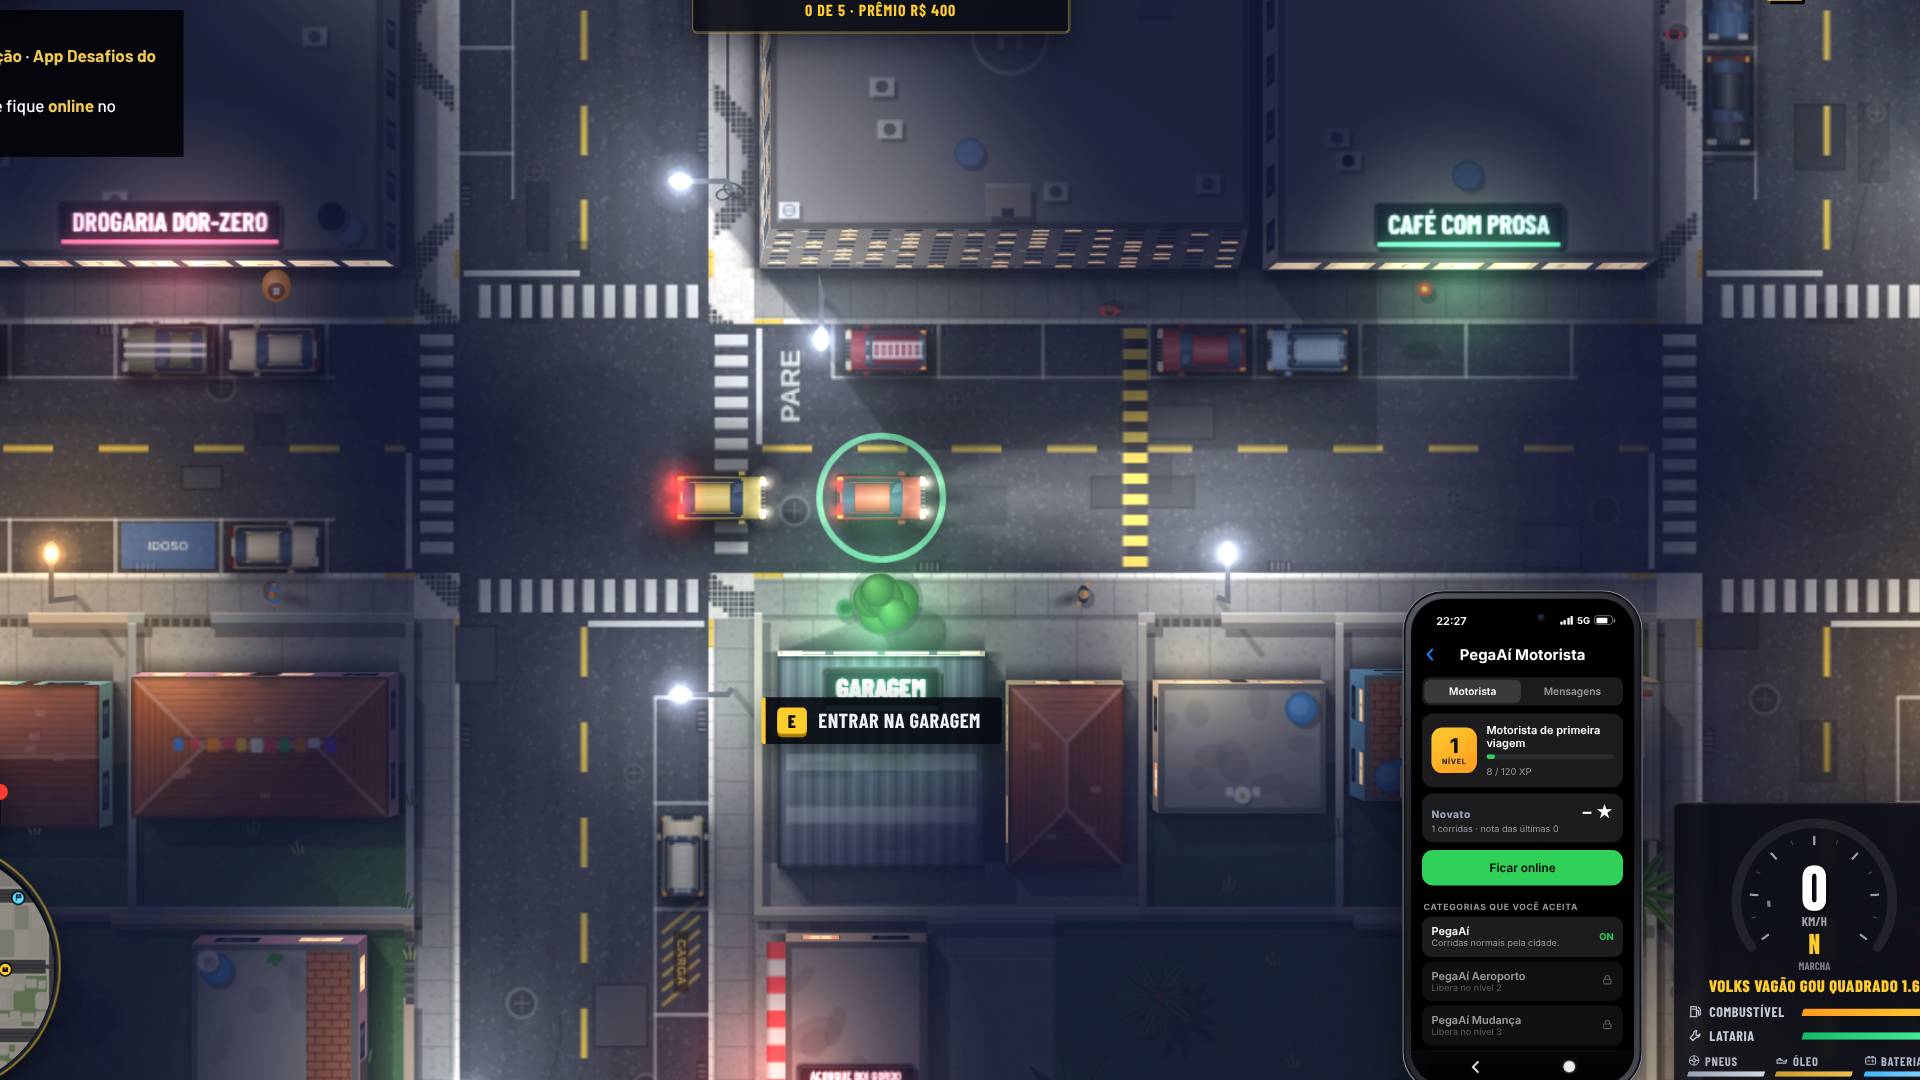 0 DE 5 · PRÊMIO R$ 400
ção · App Desafios do
e fique online no
DROGARIA DOR-ZERO
CAFÉ COM PROSA
PARE
IDOSO
GARAGEM
E ENTRAR NA GARAGEM
CARGA
22:27 5G
PegaAí Motorista
Motorista Mensagens
1 NÍVEL
Motorista de primeira
viagem
8 / 120 XP
Novato – ★
1 corridas · nota das últimas 0
Ficar online
CATEGORIAS QUE VOCÊ ACEITA
PegaAí ON
Corridas normais pela cidade.
PegaAí Aeroporto
Libera no nível 2
PegaAí Mudança
Libera no nível 3
0
KM/H
N
MARCHA
VOLKS VAGÃO GOU QUADRADO 1.6
COMBUSTÍVEL
LATARIA
PNEUS ÓLEO BATERIA